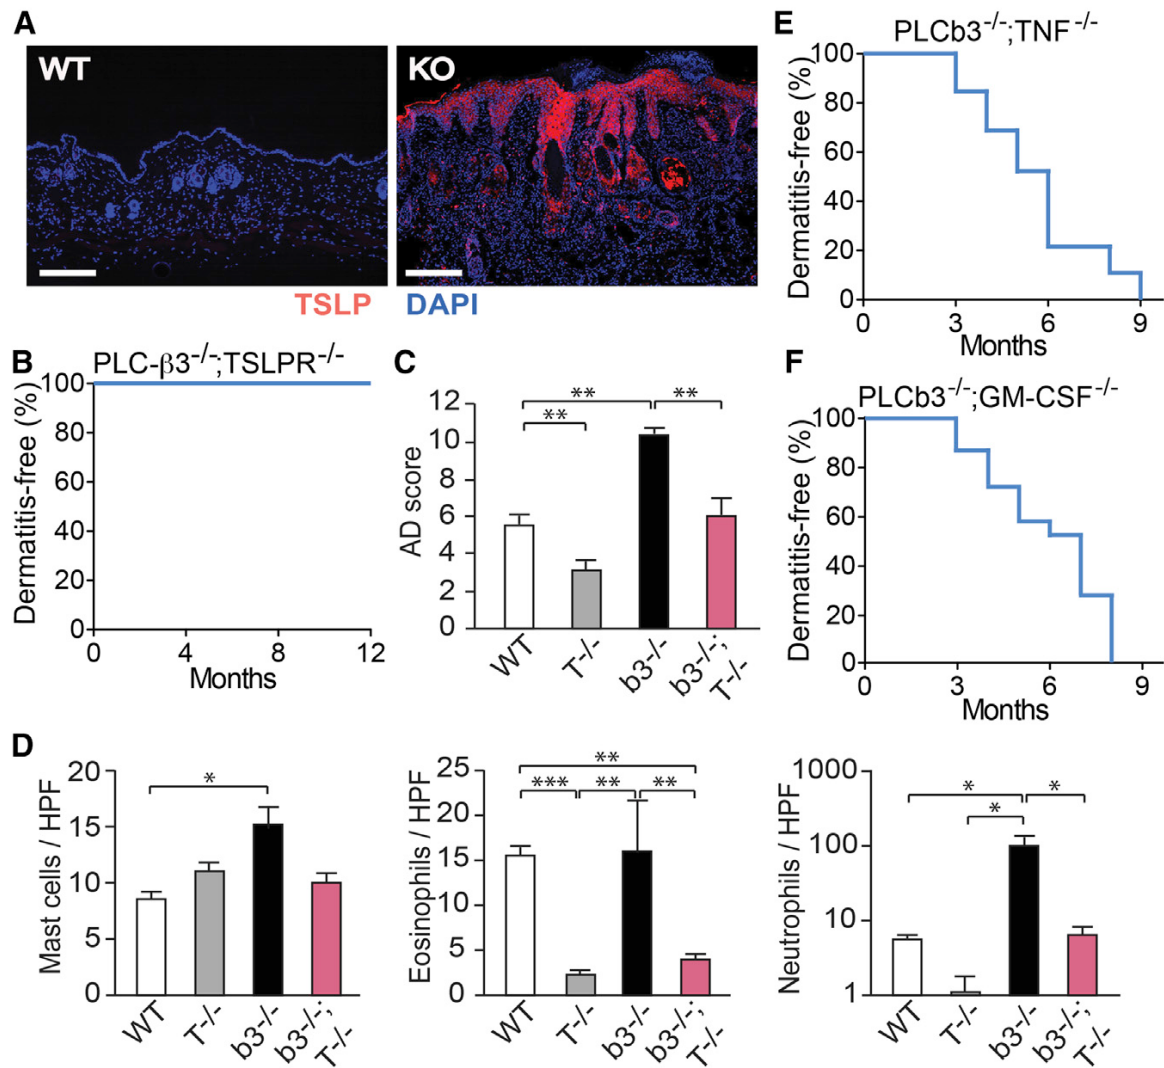 A
WT
KO
TSLP
DAPI
B
PLC-β3-/-;TSLPR-/-
Dermatitis-free (%)
100
80
60
40
20
0
0 4 8 12
Months
C
AD score
12
10
8
6
4
2
0
**
**
**
WT
T-/-
b3-/-
b3-/-;
T-/-
E
PLCb3-/-;TNF-/-
Dermatitis-free (%)
100
80
60
40
20
0
0 3 6 9
Months
F
PLCb3-/-;GM-CSF-/-
Dermatitis-free (%)
100
80
60
40
20
0
0 3 6 9
Months
D
Mast cells / HPF
20
15
10
5
0
*
WT
T-/-
b3-/-
b3-/-;
T-/-
Eosinophils / HPF
25
20
15
10
5
0
**
*** ** **
WT
T-/-
b3-/-
b3-/-;
T-/-
Neutrophils / HPF
1000
100
10
1
* *
*
WT
T-/-
b3-/-
b3-/-;
T-/-